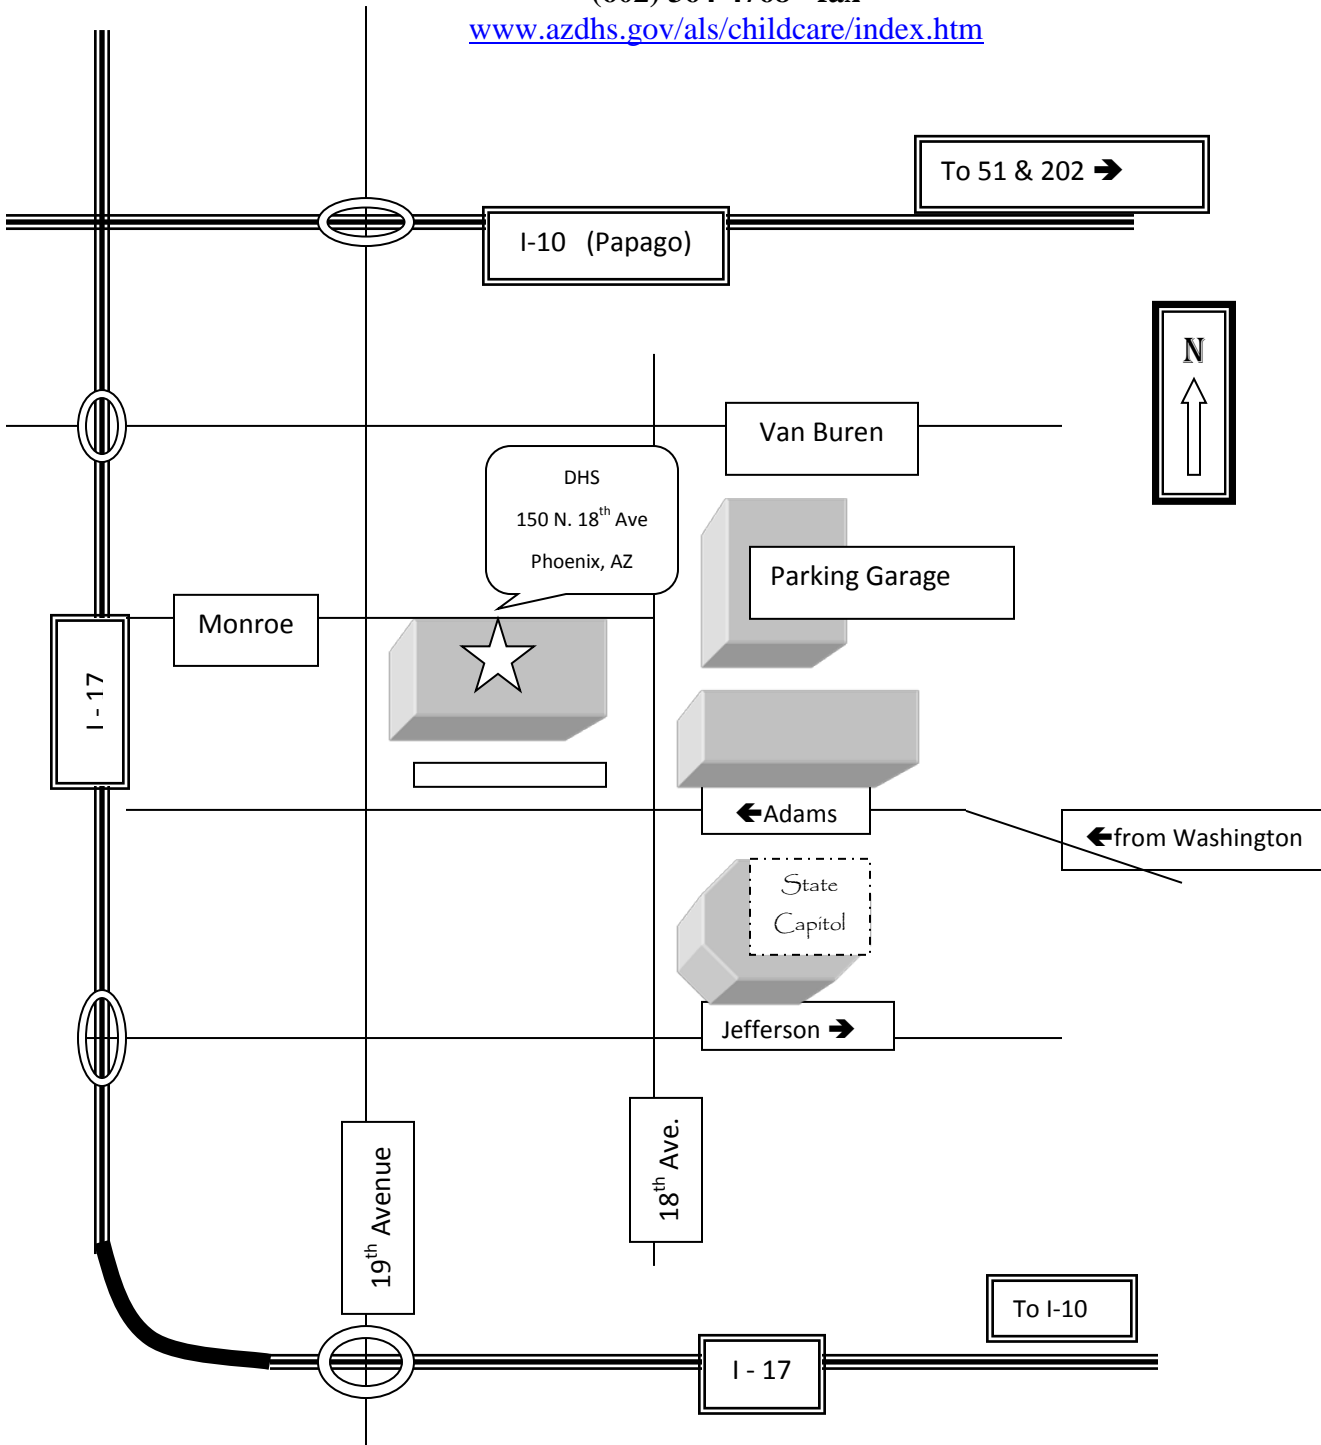 fax
www.azdhs.gov/als/childcare/index.htm
To 51 & 202 ➔
I-10 (Papago)
N
Van Buren
DHS
150 N. 18th Ave
Phoenix, AZ
Parking Garage
Monroe
I - 17
←Adams
←from Washington
State
Capitol
Jefferson ➔
19th Avenue
18th Ave.
To I-10
I - 17